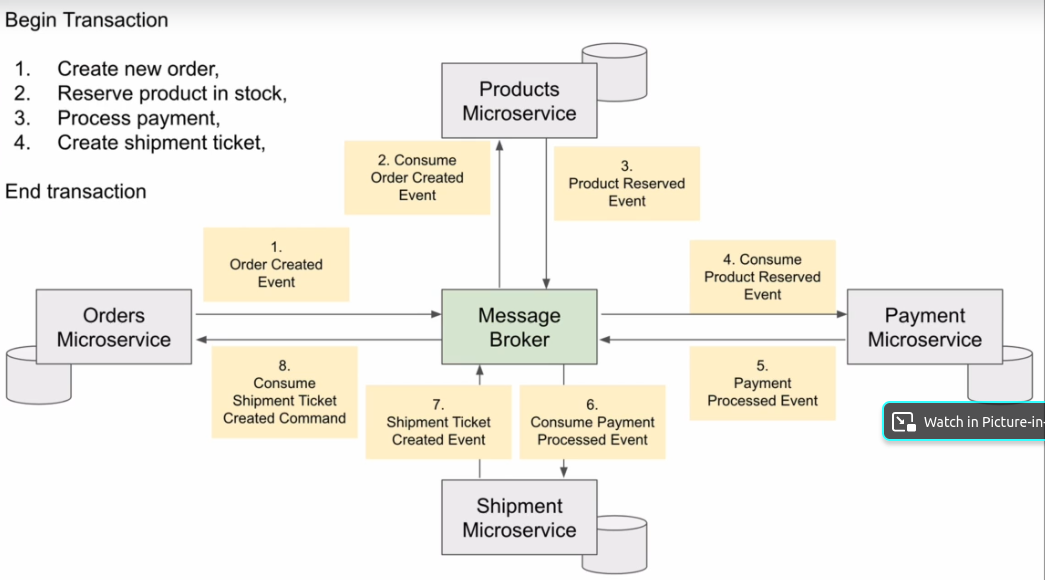 Begin Transaction
1. Create new order,
2. Reserve product in stock,
3. Process payment,
4. Create shipment ticket,
End transaction
Products
Microservice
2. Consume
Order Created
Event
3.
Product Reserved
Event
1.
Order Created
Event
4. Consume
Product Reserved
Event
Orders
Microservice
Message
Broker
Payment
Microservice
8.
Consume
Shipment Ticket
Created Command
7.
Shipment Ticket
Created Event
6.
Consume Payment
Processed Event
5.
Payment
Processed Event
Watch in Picture-in-
Shipment
Microservice